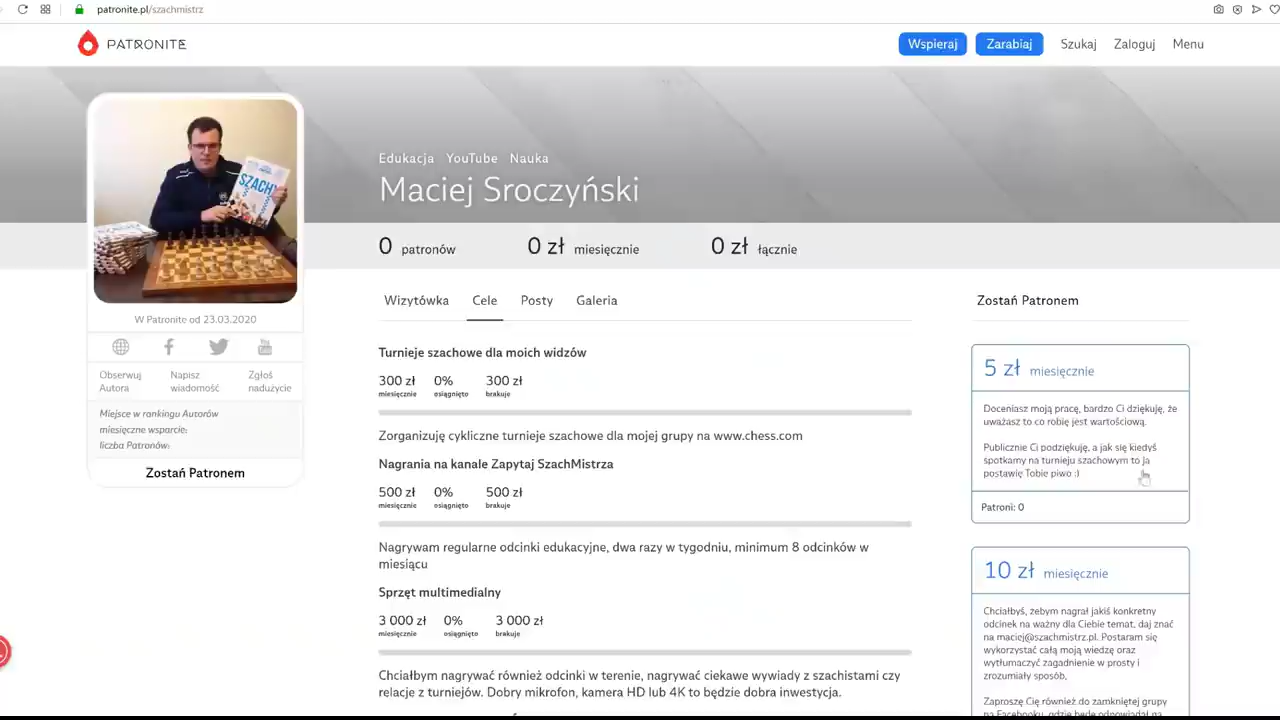 patronite.pl/szachmistrz
PATRONITE
Wspieraj
Zarabiaj
Szukaj
Zaloguj
Menu
SZACHY
Edukacja YouTube Nauka
Maciej Sroczyński
0 patronów
0 zł miesięcznie
0 zł łącznie
W Patronite od 23.03.2020
Obserwuj
Autora
Napisz
wiadomość
Zgłoś
nadużycie
Miejsce w rankingu Autorów
miesięczne wsparcie:
liczba Patronów:
Zostań Patronem
Wizytówka
Cele
Posty
Galeria
Turnieje szachowe dla moich widzów
300 zł 0% 300 zł
miesięcznie osiągnięto brakuje
Zorganizuję cykliczne turnieje szachowe dla mojej grupy na www.chess.com
Nagrania na kanale Zapytaj SzachMistrza
500 zł 0% 500 zł
miesięcznie osiągnięto brakuje
Nagrywam regularne odcinki edukacyjne, dwa razy w tygodniu, minimum 8 odcinków w
miesiącu
Sprzęt multimedialny
3 000 zł 0% 3 000 zł
miesięcznie osiągnięto brakuje
Chciałbym nagrywać również odcinki w terenie, nagrywać ciekawe wywiady z szachistami czy
relacje z turniejów. Dobry mikrofon, kamera HD lub 4K to będzie dobra inwestycja.
Zostań Patronem
5 zł miesięcznie
Doceniasz moją pracę, bardzo Ci dziękuję, że
uważasz to co robię jest wartościową.
Publicznie Ci podziękuję, a jak się kiedyś
spotkamy na turnieju szachowym to ja
postawię Tobie piwo :)
Patroni: 0
10 zł miesięcznie
Chciałbyś, zebym nagrał jakiś konkretny
odcinek na ważny dla Ciebie temat, daj znać
na maciej@szachmistrz.pl. Postaram się
wykorzystać całą moją wiedzę oraz
wytłumaczyć zagadnienie w prosty i
zrozumiały sposób,
Zaproszę Cię również do zamkniętej grupy
na Facebooku, gdzie będę odpowiadał na